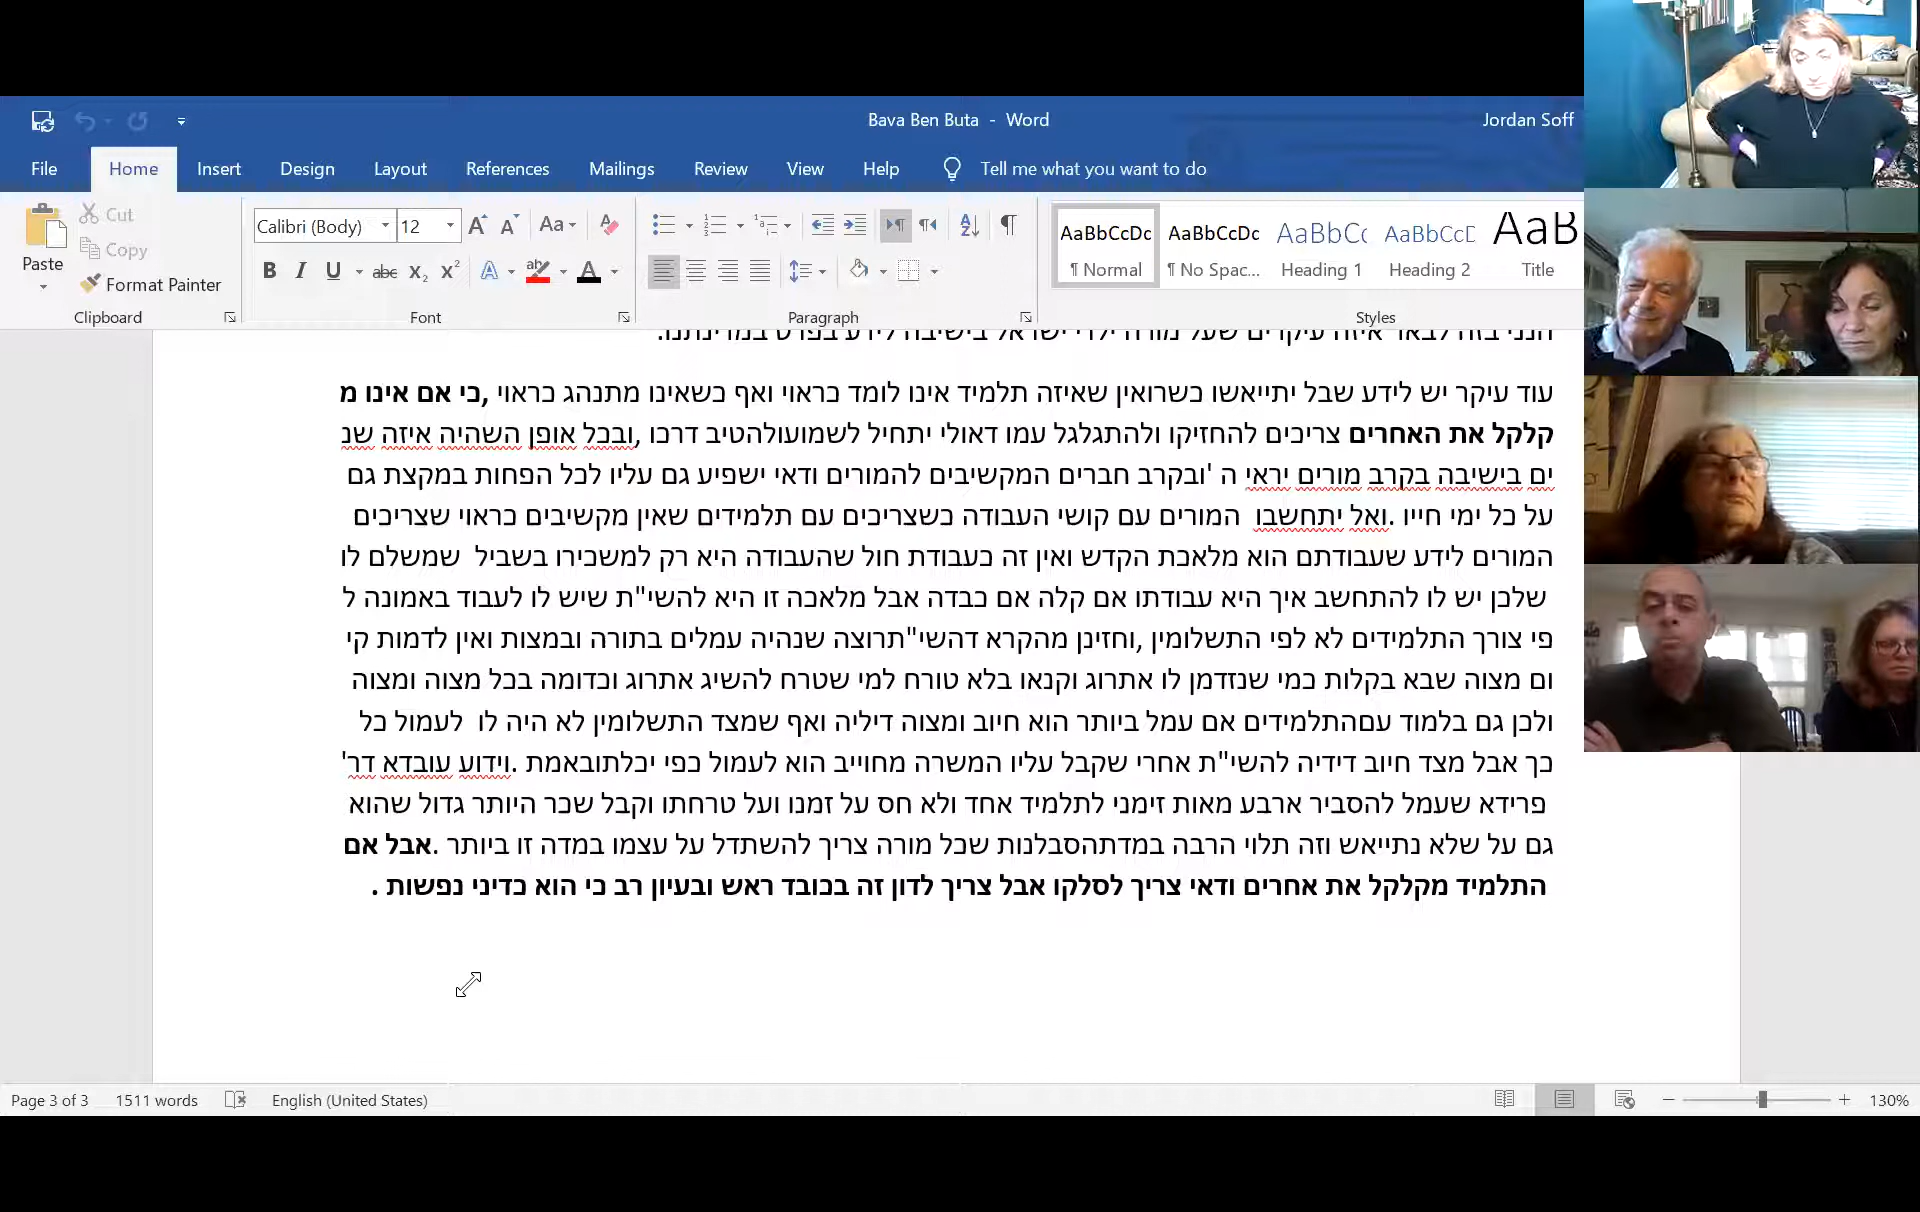 Bava Ben Buta - Word
Jordan Soff
File Home Insert Design Layout References Mailings Review View Help Tell me what you want to do
Paste
Cut
Copy
Format Painter
Clipboard
Calibri (Body) 12
Font
Paragraph
AaBbCcDc AaBbCcDc AaBbCc AaBbCcD AaB
¶ Normal ¶ No Spac... Heading 1 Heading 2 Title
Styles
הנני בזה לבאר איזה עיקרים שעל מורה ילדי ישראל בישיבה לידע בפרט במדינתנו.
עוד עיקר יש לידע שבל יתייאשו כשרואין שאיזה תלמיד אינו לומד כראוי ואף כשאינו מתנהג כראוי ,כי אם אינו מ
קלקל את האחרים צריכים להחזיקו ולהתגלגל עמו דאולי יתחיל לשמועולהטיב דרכו ,ובכל אופן השהיה איזה שנ
ים בישיבה בקרב מורים יראי ה 'ובקרב חברים המקשיבים להמורים ודאי ישפיע גם עליו לכל הפחות במקצת גם
על כל ימי חייו .ואל יתחשבו המורים עם קושי העבודה כשצריכים עם תלמידים שאין מקשיבים כראוי שצריכים
המורים לידע שעבודתם הוא מלאכת הקדש ואין זה כעבודת חול שהעבודה היא רק למשכירו בשביל שמשלם לו
שלכן יש לו להתחשב איך היא עבודתו אם קלה אם כבדה אבל מלאכה זו היא להשי"ת שיש לו לעבוד באמונה ל
פי צורך התלמידים לא לפי התשלומין ,וחזינן מהקרא דהשי"תרוצה שנהיה עמלים בתורה ובמצות ואין לדמות קי
ום מצוה שבא בקלות כמי שנזדמן לו אתרוג וקנאו בלא טורח למי שטרח להשיג אתרוג וכדומה בכל מצוה ומצוה
ולכן גם בלמוד עםהתלמידים אם עמל ביותר הוא חיוב ומצוה דיליה ואף שמצד התשלומין לא היה לו לעמול כל
כך אבל מצד חיוב דידיה להשי"ת אחרי שקבל עליו המשרה מחוייב הוא לעמול כפי יכלתובאמת .וידוע עובדא דר'
פרידא שעמל להסביר ארבע מאות זימני לתלמיד אחד ולא חס על זמנו ועל טרחתו וקבל שכר היותר גדול שהוא
גם על שלא נתייאש וזה תלוי הרבה במדתהסבלנות שכל מורה צריך להשתדל על עצמו במדה זו ביותר .אבל אם
התלמיד מקלקל את אחרים ודאי צריך לסלקו אבל צריך לדון זה בכובד ראש ובעיון רב כי הוא כדיני נפשות .
Page 3 of 3 1511 words English (United States) 130%